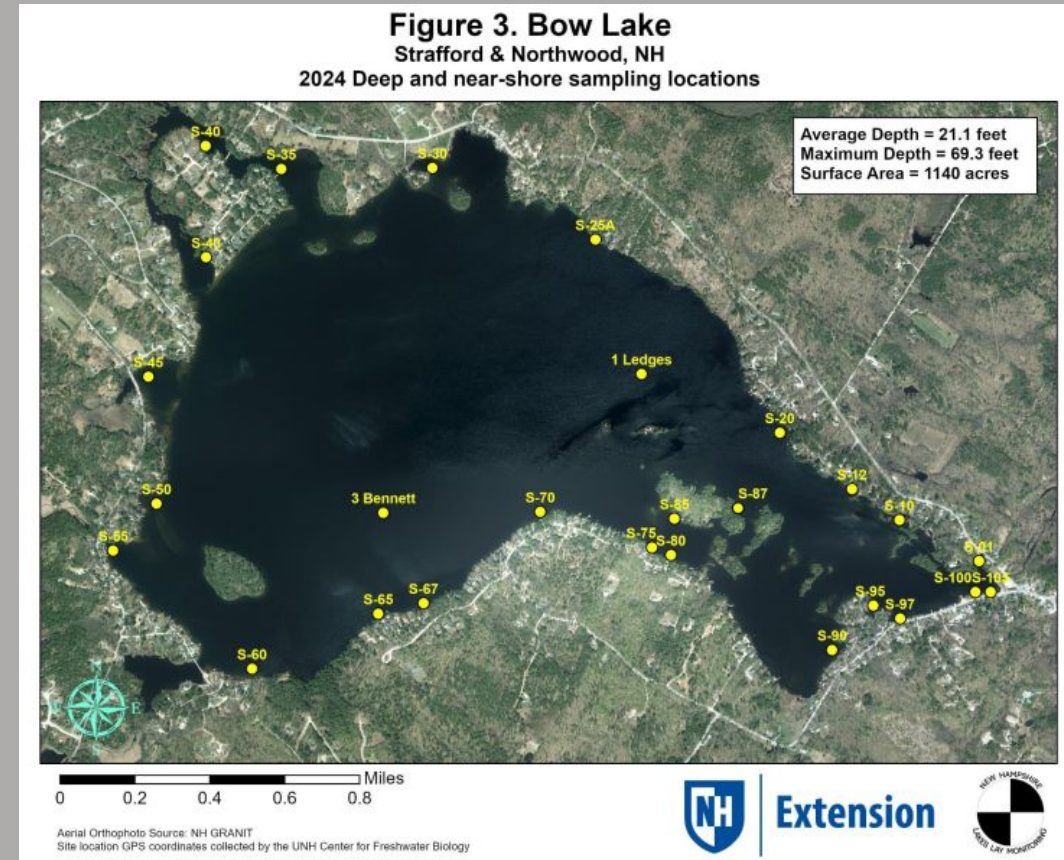 Figure 3. Bow Lake
Strafford & Northwood, NH
2024 Deep and near-shore sampling locations
Average Depth = 21.1 feet
Maximum Depth = 69.3 feet
Surface Area = 1140 acres
S-40
S-35
S-30
S-25A
S-40
S-45
1 Ledges
S-20
S-12
S-50
3 Bennett
S-70
S-85
S-87
S-10
S-55
S-75
S-80
S-01
S-100
S-105
S-65
S-67
S-95
S-97
S-60
S-90
N
W
E
S
0 0.2 0.4 0.6 0.8 Miles
Aerial Orthophoto Source: NH GRANIT
Site location GPS coordinates collected by the UNH Center for Freshwater Biology
NH Extension
NEW HAMPSHIRE
LAKES LAY MONITORING